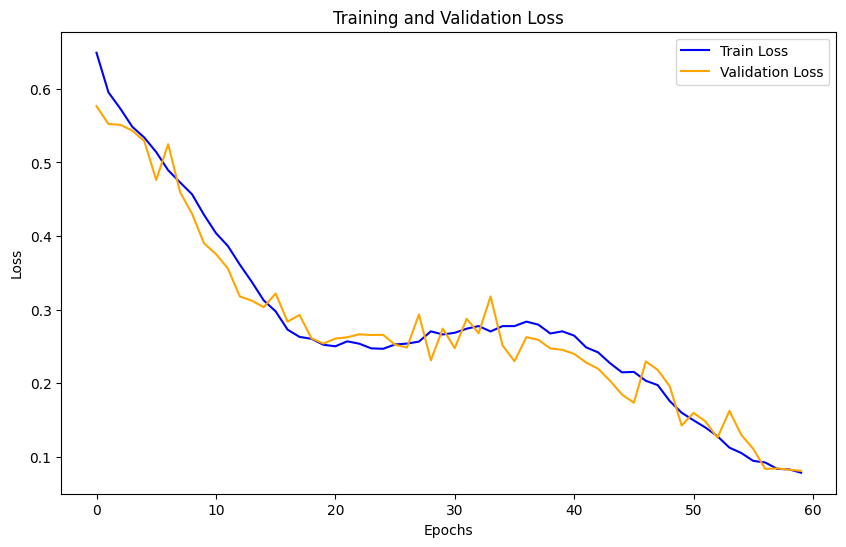 Training and Validation Loss
Train Loss
Validation Loss
0.6
0.5
0.4
0.3
0.2
0.1
Loss
0 10 20 30 40 50 60
Epochs